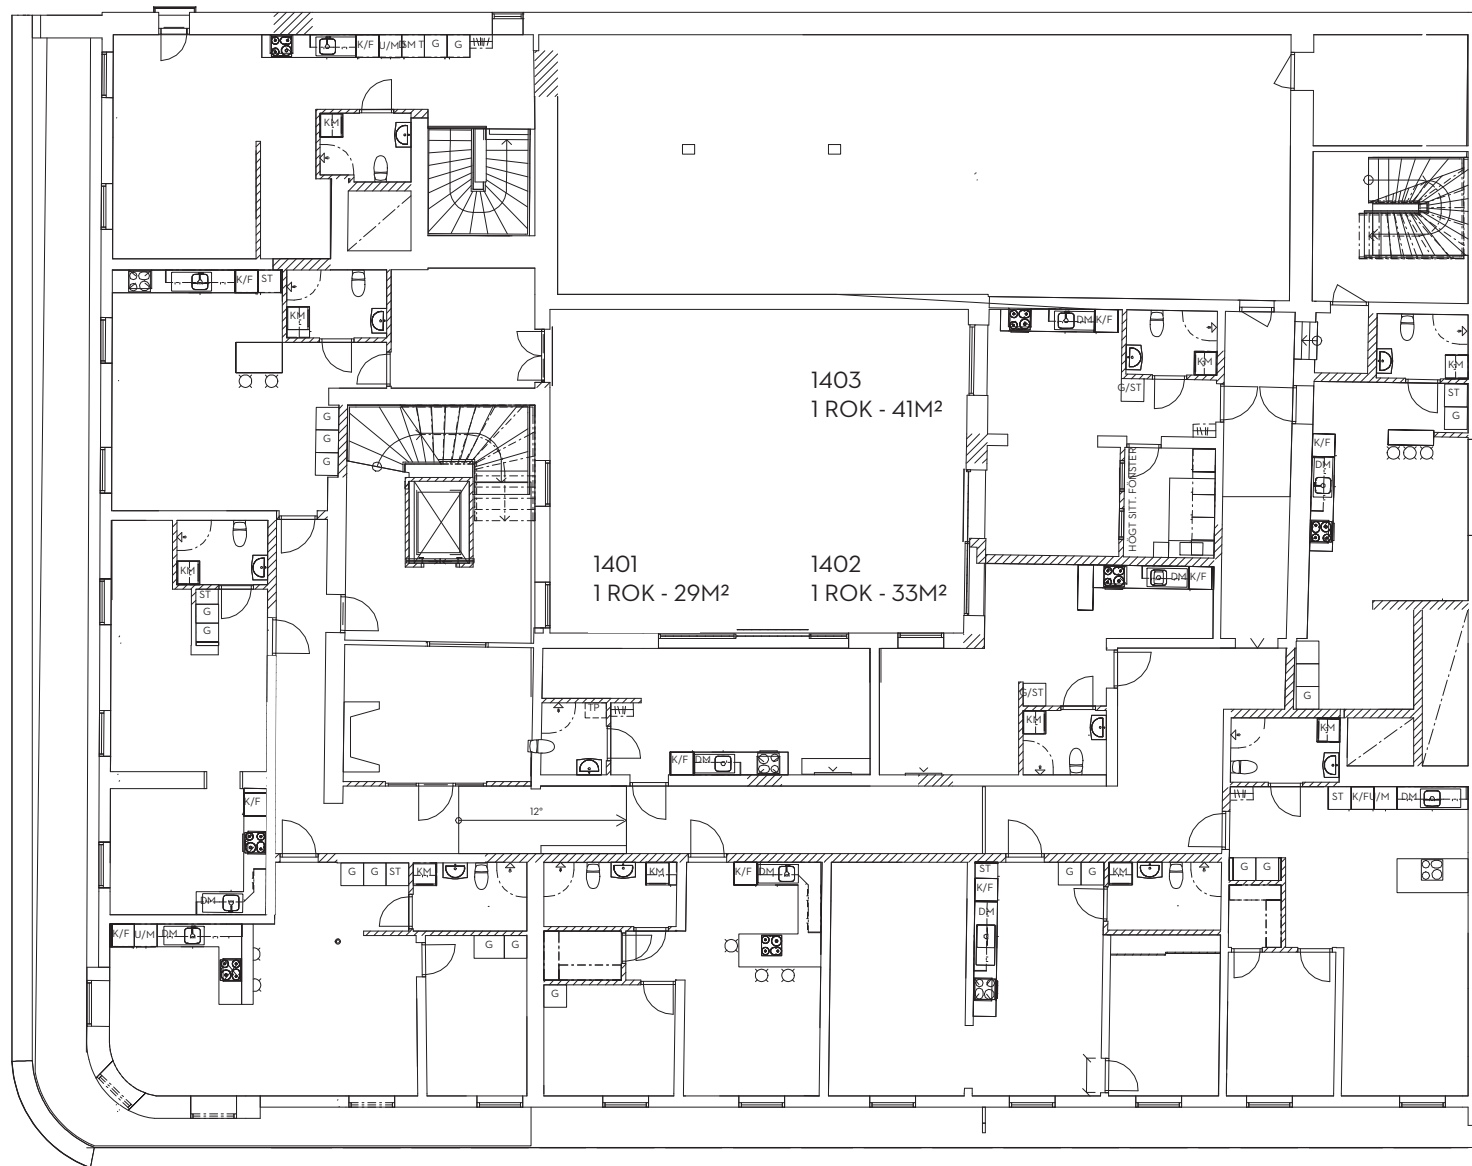 K/F U/M DM T G G
KM
K/F ST
KM
DM K/F
KM
G/ST
KM
ST
G
1403
1 ROK - 41M²
G
G
G
K/F
DM
HÖGT SITT. FÖNSTER
1401
1 ROK - 29M²
1402
1 ROK - 33M²
DM K/F
KM
ST
G
G
G/ST
G
TP
KM
KM
K/F DM
ST K/F U/M DM
K/F
12°
DM
G G ST
KM
KM
K/F DM
ST
K/F
DM
G G
KM
G G
K/F U/M DM
G G
G